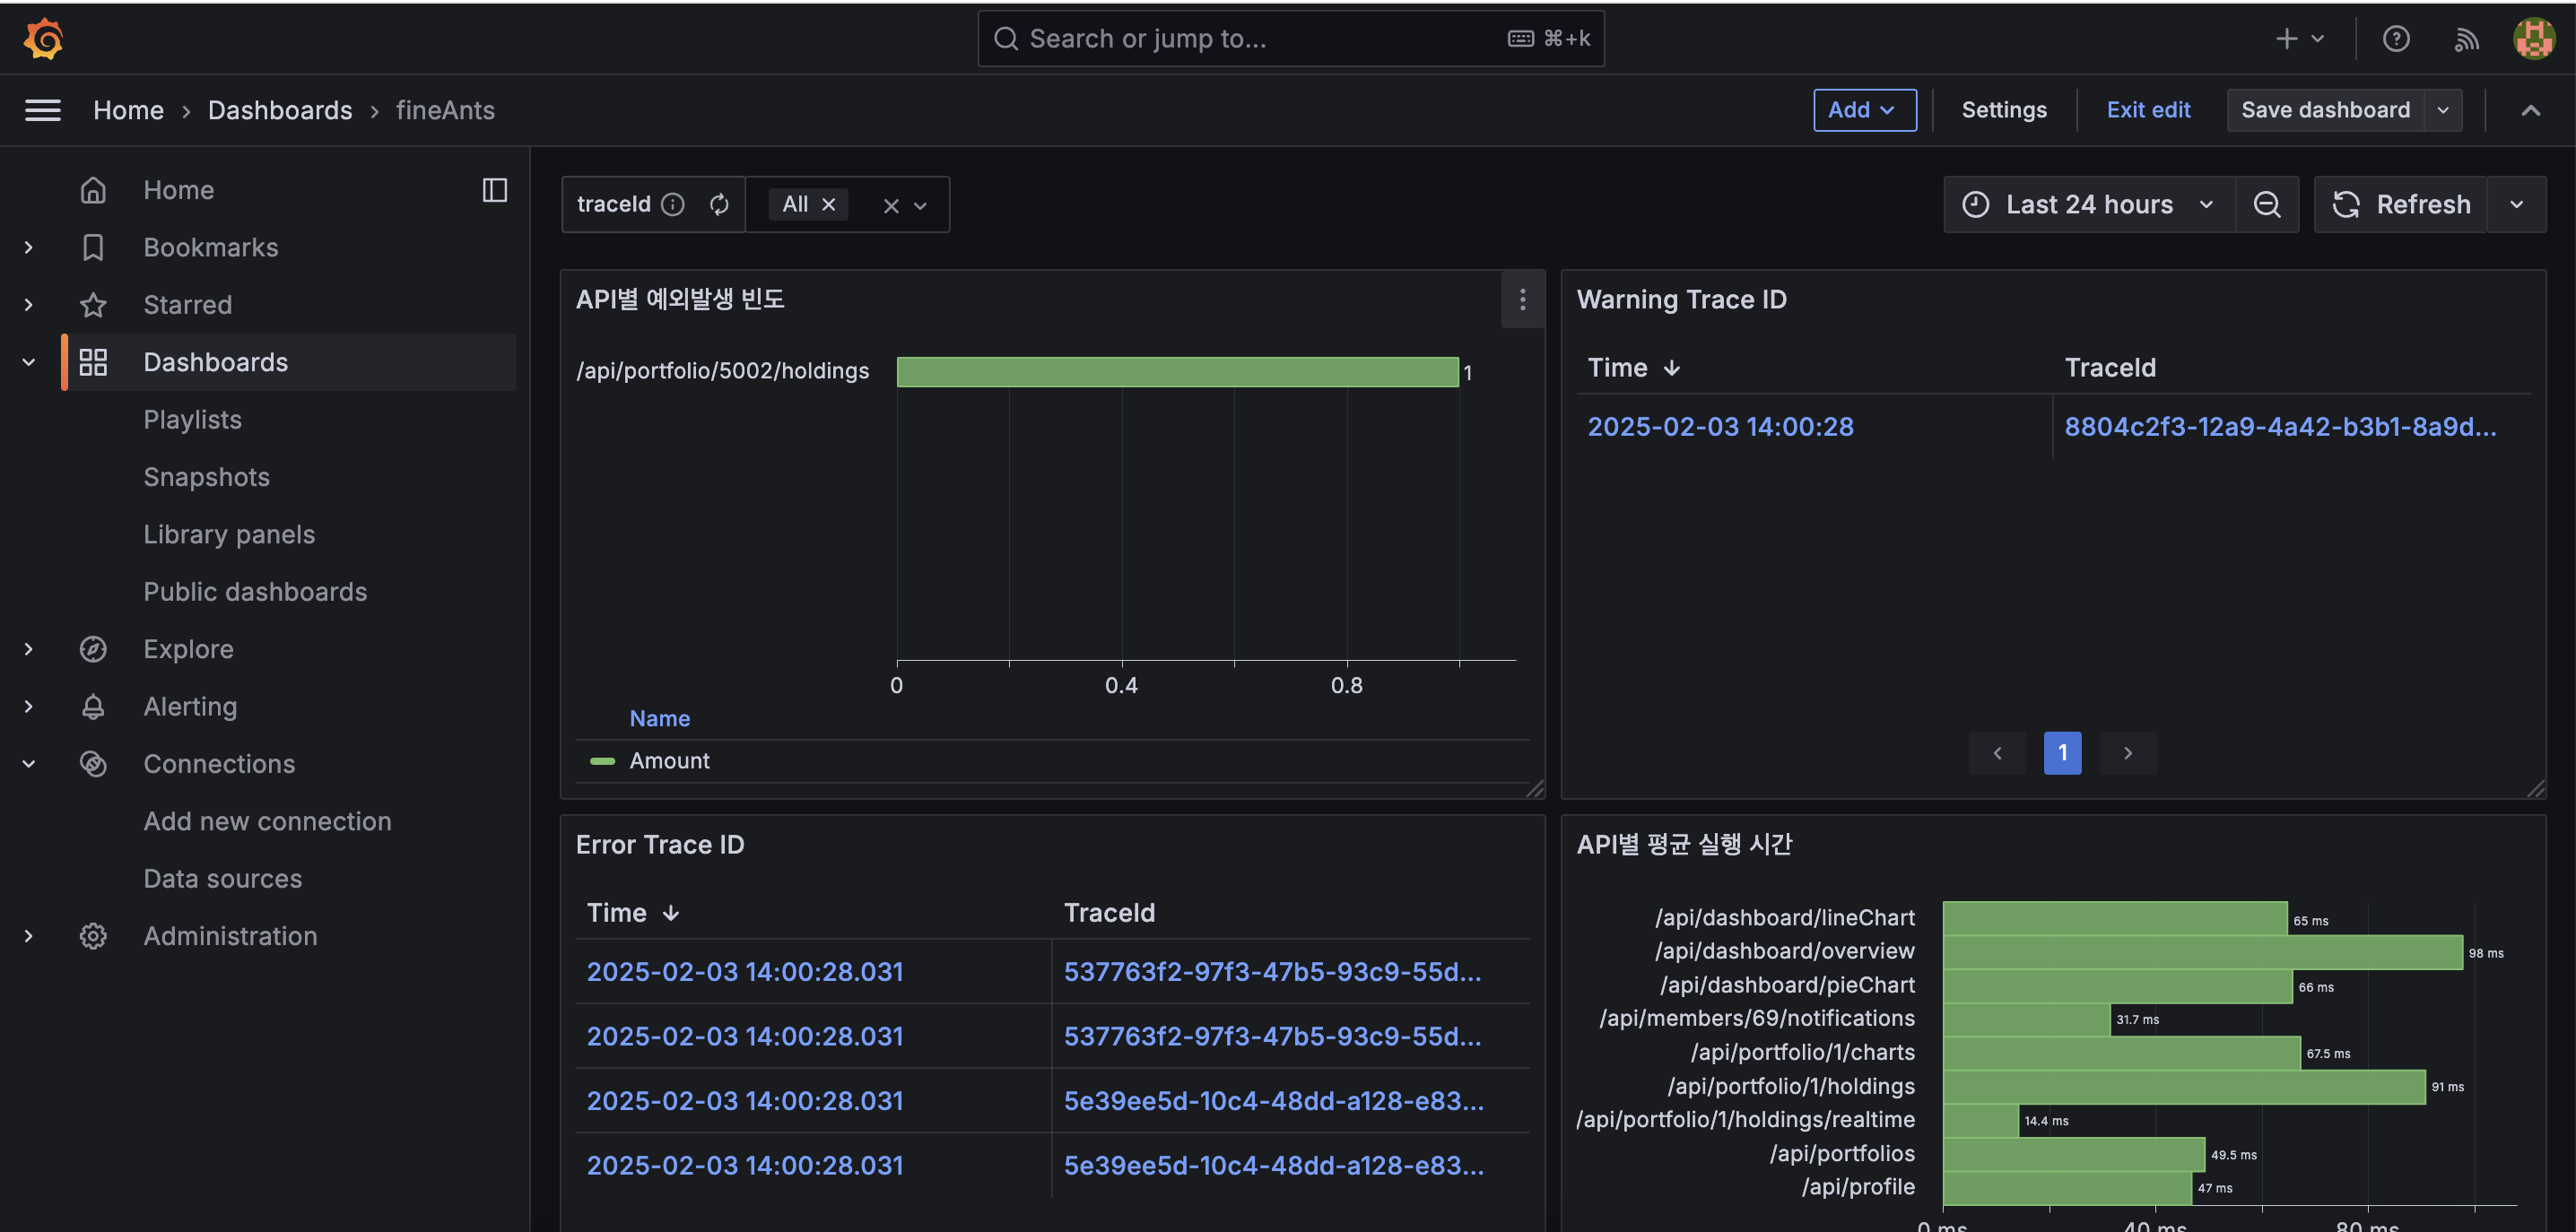 Search or jump to...
⌘+k
Home › Dashboards › fineAnts
Add
Settings
Exit edit
Save dashboard
Home
Bookmarks
Starred
Dashboards
Playlists
Snapshots
Library panels
Public dashboards
Explore
Alerting
Connections
Add new connection
Data sources
Administration
traceId
All
Last 24 hours
Refresh
API별 예외발생 빈도
/api/portfolio/5002/holdings
1
0 0.4 0.8
Name
Amount
Warning Trace ID
Time TraceId
2025-02-03 14:00:28 8804c2f3-12a9-4a42-b3b1-8a9d...
1
Error Trace ID
Time TraceId
2025-02-03 14:00:28.031 537763f2-97f3-47b5-93c9-55d...
2025-02-03 14:00:28.031 537763f2-97f3-47b5-93c9-55d...
2025-02-03 14:00:28.031 5e39ee5d-10c4-48dd-a128-e83...
2025-02-03 14:00:28.031 5e39ee5d-10c4-48dd-a128-e83...
API별 평균 실행 시간
/api/dashboard/lineChart 65 ms
/api/dashboard/overview 98 ms
/api/dashboard/pieChart 66 ms
/api/members/69/notifications 31.7 ms
/api/portfolio/1/charts 67.5 ms
/api/portfolio/1/holdings 91 ms
/api/portfolio/1/holdings/realtime 14.4 ms
/api/portfolios 49.5 ms
/api/profile 47 ms
0 ms 40 ms 80 ms